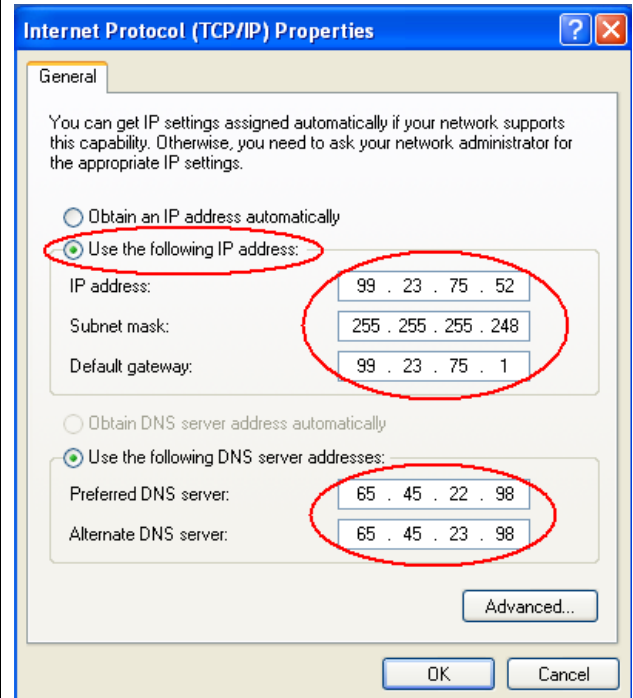 Internet Protocol (TCP/IP) Properties
General
You can get IP settings assigned automatically if your network supports
this capability. Otherwise, you need to ask your network administrator for
the appropriate IP settings.
Obtain an IP address automatically
Use the following IP address:
IP address: 99 . 23 . 75 . 52
Subnet mask: 255 . 255 . 255 . 248
Default gateway: 99 . 23 . 75 . 1
Obtain DNS server address automatically
Use the following DNS server addresses:
Preferred DNS server: 65 . 45 . 22 . 98
Alternate DNS server: 65 . 45 . 23 . 98
Advanced...
OK Cancel